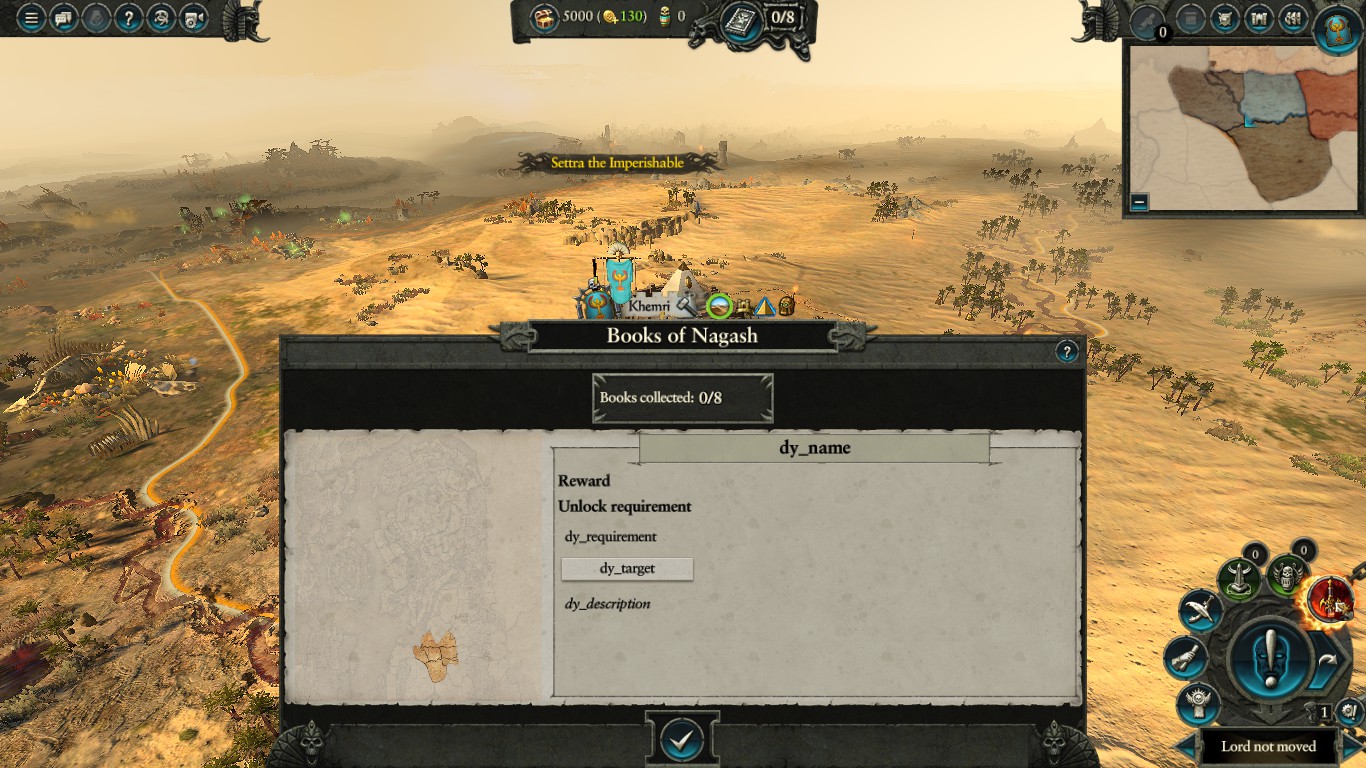 5000 (130) 0
0/8
0
Settra the Imperishable
Khemri
Books of Nagash
?
Books collected: 0/8
dy_name
Reward
Unlock requirement
dy_requirement
dy_target
dy_description
0
0
1
Lord not moved